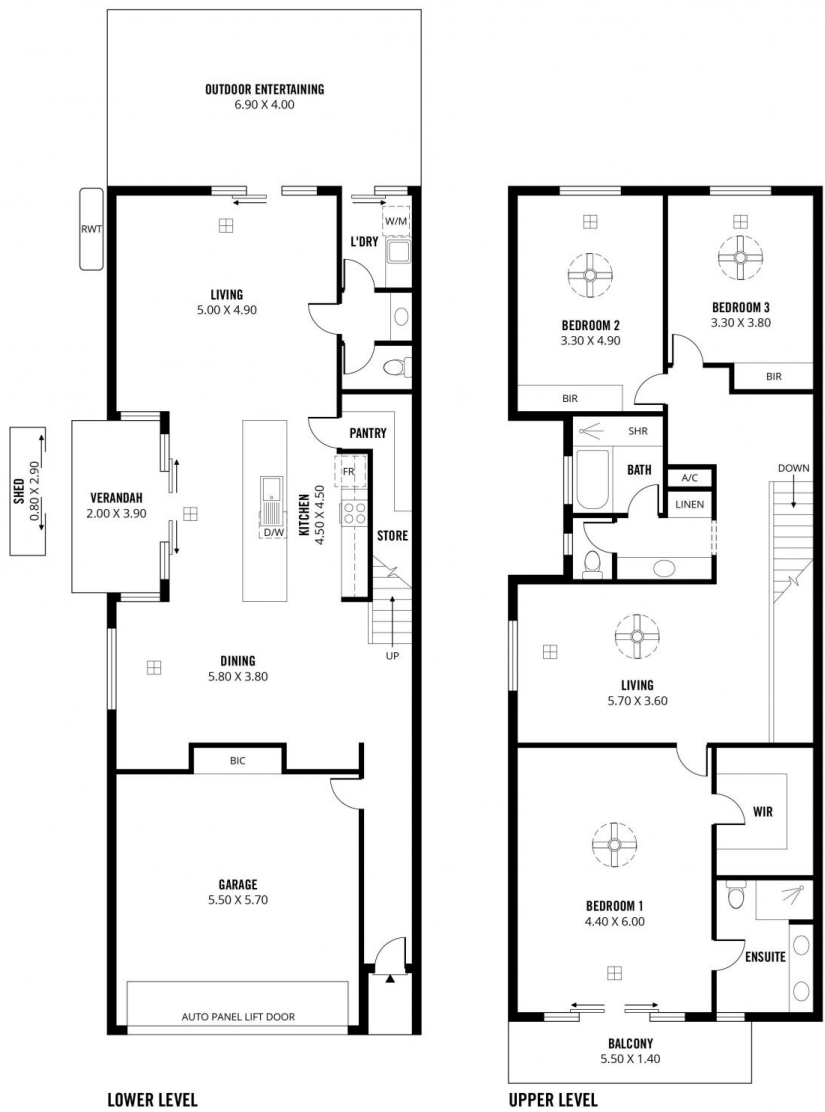 OUTDOOR ENTERTAINING
6.90 X 4.00
RWT
W/M
L'DRY
LIVING
5.00 X 4.90
PANTRY
FR
SHED
0.80 X 2.90
VERANDAH
2.00 X 3.90
D/W
KITCHEN
4.50 X 4.50
STORE
UP
DINING
5.80 X 3.80
BIC
GARAGE
5.50 X 5.70
AUTO PANEL LIFT DOOR
LOWER LEVEL
BEDROOM 2
3.30 X 4.90
BEDROOM 3
3.30 X 3.80
BIR
BIR
SHR
BATH
A/C
LINEN
DOWN
LIVING
5.70 X 3.60
WIR
BEDROOM 1
4.40 X 6.00
ENSUITE
BALCONY
5.50 X 1.40
UPPER LEVEL